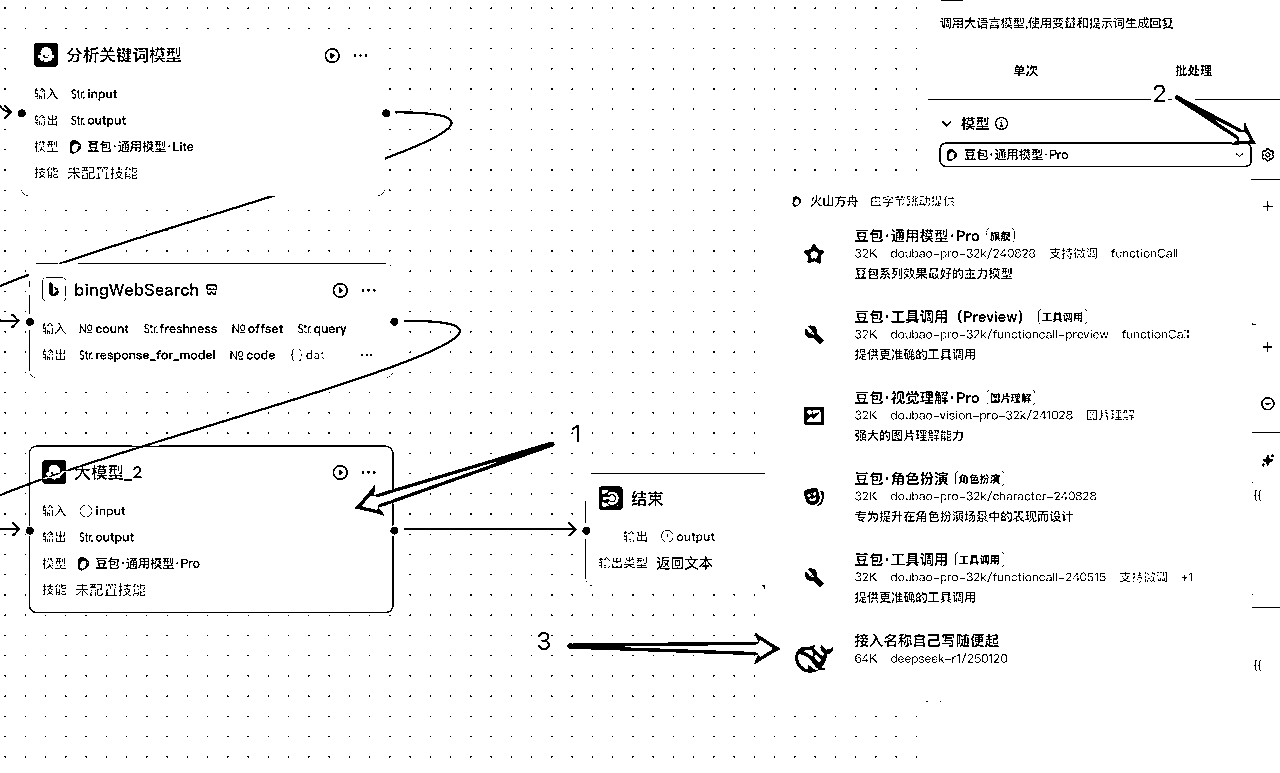 分析关键词模型
输入 Str. input
输出 Str. output
模型 豆包·通用模型·Lite
技能 未配置技能
bingWebSearch
输入 № count Str. freshness № offset Str. query
输出 Str. response_for_model № code { } dat ...
1
大模型_2
输入 input
输出 Str. output
模型 豆包·通用模型·Pro
技能 未配置技能
结束
输出 output
输出类型 返回文本
3
调用大语言模型,使用变量和提示词生成回复
单次 批处理
2
模型
豆包·通用模型·Pro
火山方舟 由字节跳动提供
豆包·通用模型·Pro 旗舰
32K doubao-pro-32k/240828 支持微调 functionCall
豆包系列效果最好的主力模型
豆包·工具调用（Preview） 工具调用
32K doubao-pro-32k/functioncall-preview functionCall
提供更准确的工具调用
豆包·视觉理解·Pro 图片理解
32K doubao-vision-pro-32k/241028 图片理解
强大的图片理解能力
豆包·角色扮演 角色扮演
32K doubao-pro-32k/character-240828
专为提升在角色扮演场景中的表现而设计
豆包·工具调用 工具调用
32K doubao-pro-32k/functioncall-240515 支持微调 +1
提供更准确的工具调用
接入名称自己写随便起
64K deepseek-r1/250120
{{
{{